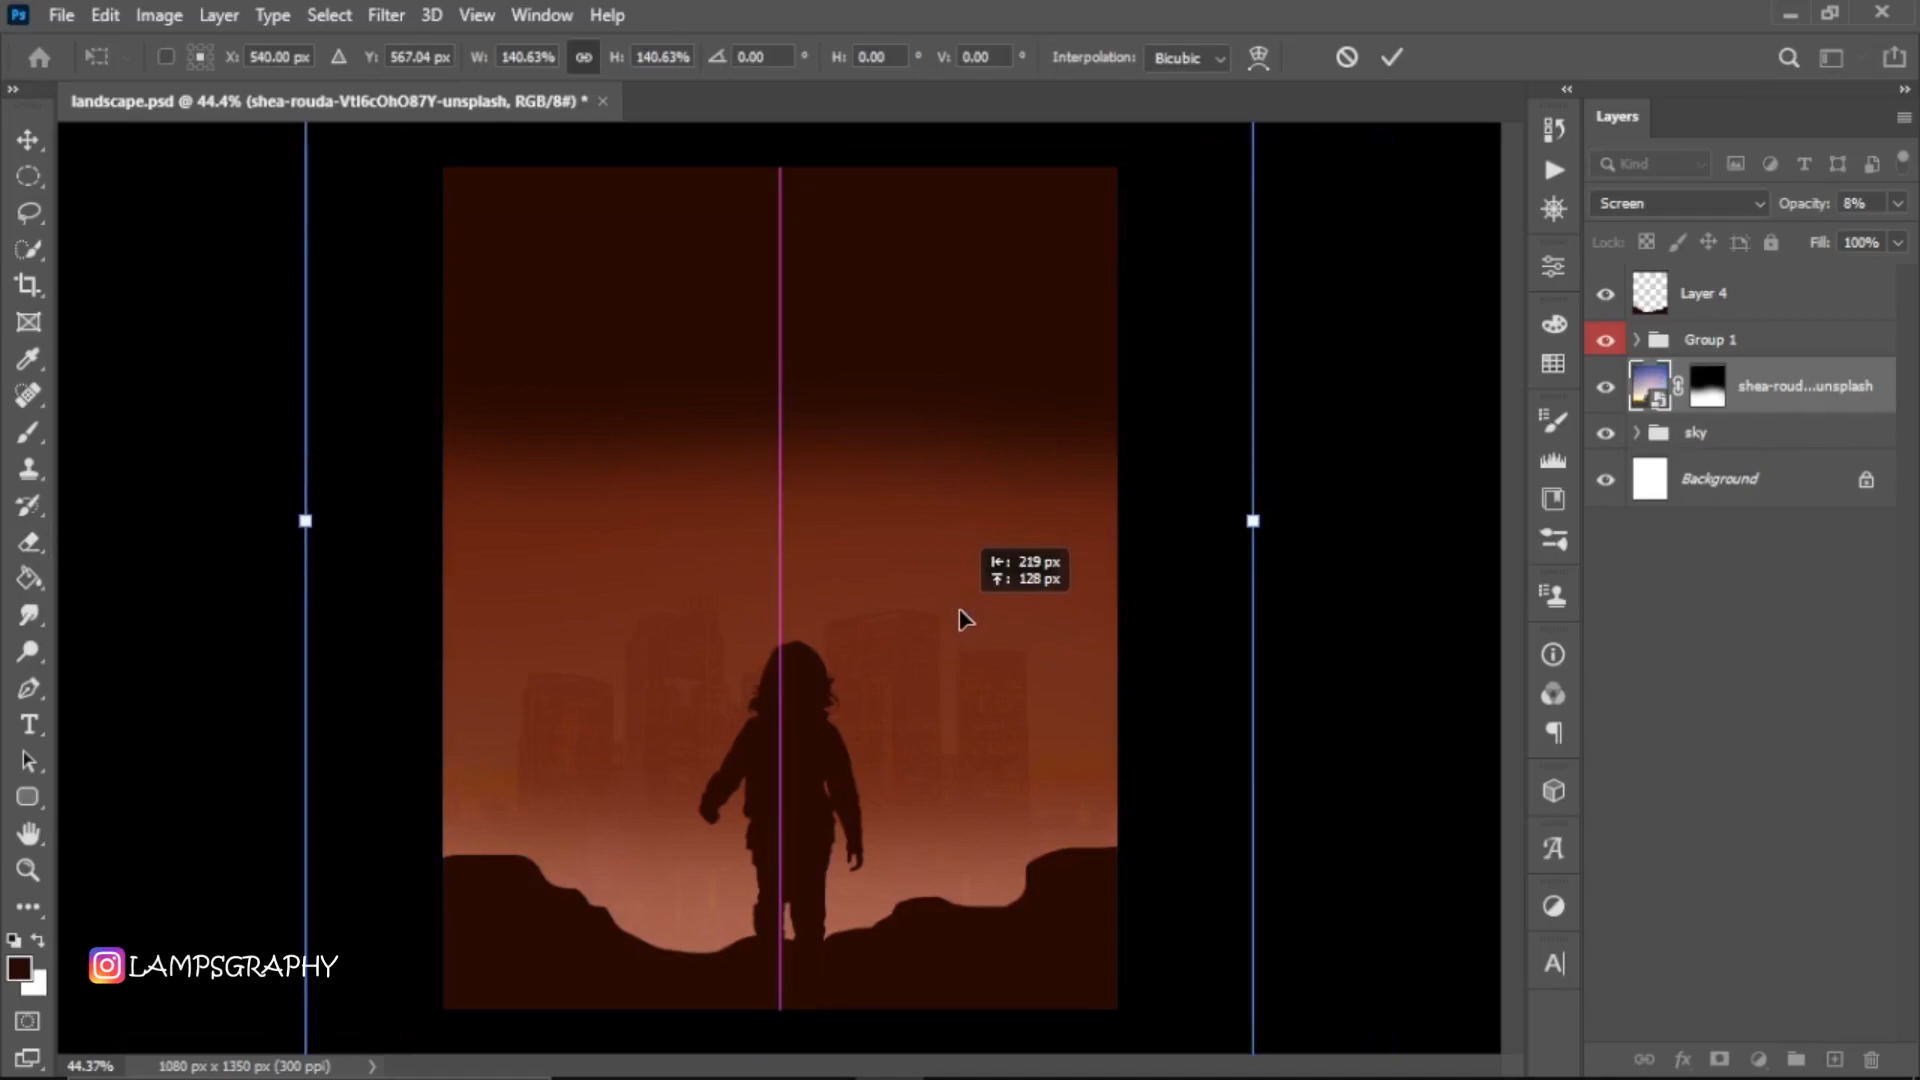 Ps File Edit Image Layer Type Select Filter 3D View Window Help
X: 540.00 px Y: 567.04 px W: 140.63% H: 140.63% 0.00 ° H: 0.00 ° V: 0.00 ° Interpolation: Bicubic
landscape.psd @ 44.4% (shea-rouda-VtI6cOhO87Y-unsplash, RGB/8#) *
Layers
Kind
Screen Opacity: 8%
Lock: Fill: 100%
Layer 4
Group 1
shea-roud...unsplash
sky
Background
219 px
128 px
LAMPSGRAPHY
44.37% 1080 px x 1350 px (300 ppi)